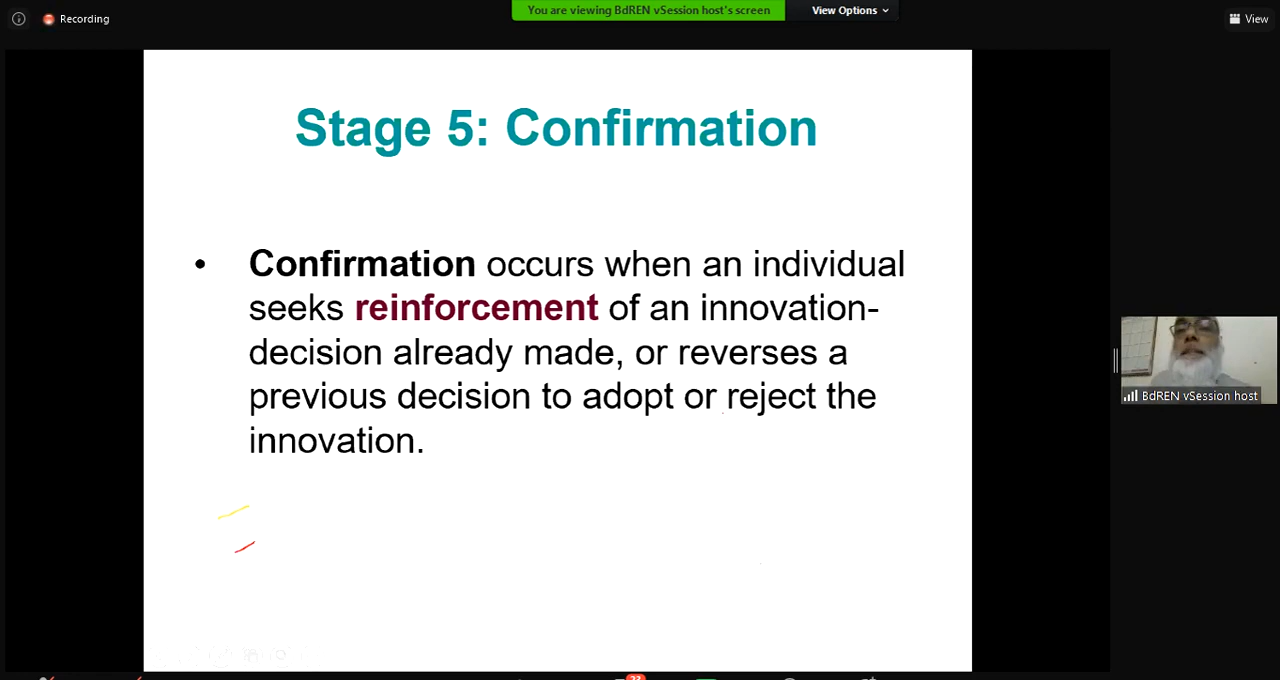 Recording
You are viewing BdREN vSession host's screen
View Options
View
Stage 5: Confirmation
• Confirmation occurs when an individual
seeks reinforcement of an innovation-
decision already made, or reverses a
previous decision to adopt or reject the
innovation.
BdREN vSession host
23